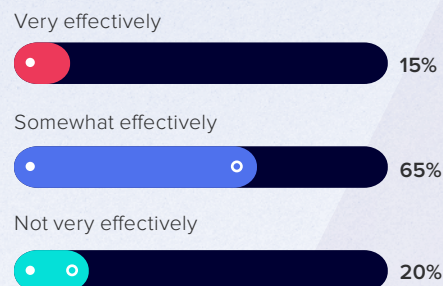 Very effectively
15%
Somewhat effectively
65%
Not very effectively
20%